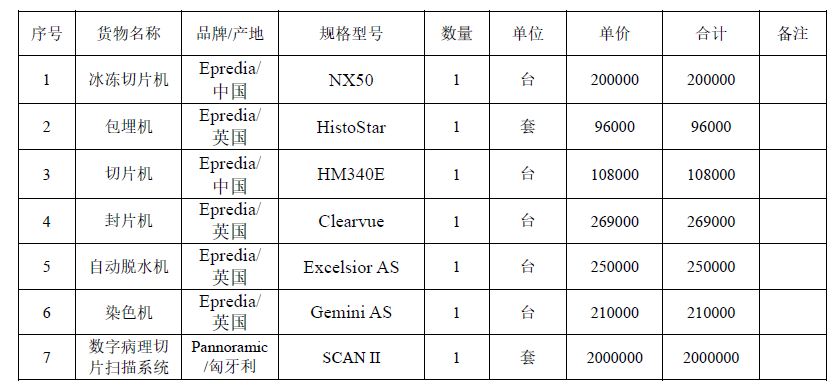 序号 货物名称 品牌/产地 规格型号 数量 单位 单价 合计 备注
1 冰冻切片机 Epredia/中国 NX50 1 台 200000 200000
2 包埋机 Epredia/英国 HistoStar 1 套 96000 96000
3 切片机 Epredia/中国 HM340E 1 台 108000 108000
4 封片机 Epredia/英国 Clearvue 1 台 269000 269000
5 自动脱水机 Epredia/英国 Excelsior AS 1 台 250000 250000
6 染色机 Epredia/英国 Gemini AS 1 台 210000 210000
7 数字病理切片扫描系统 Pannoramic/匈牙利 SCAN II 1 套 2000000 2000000